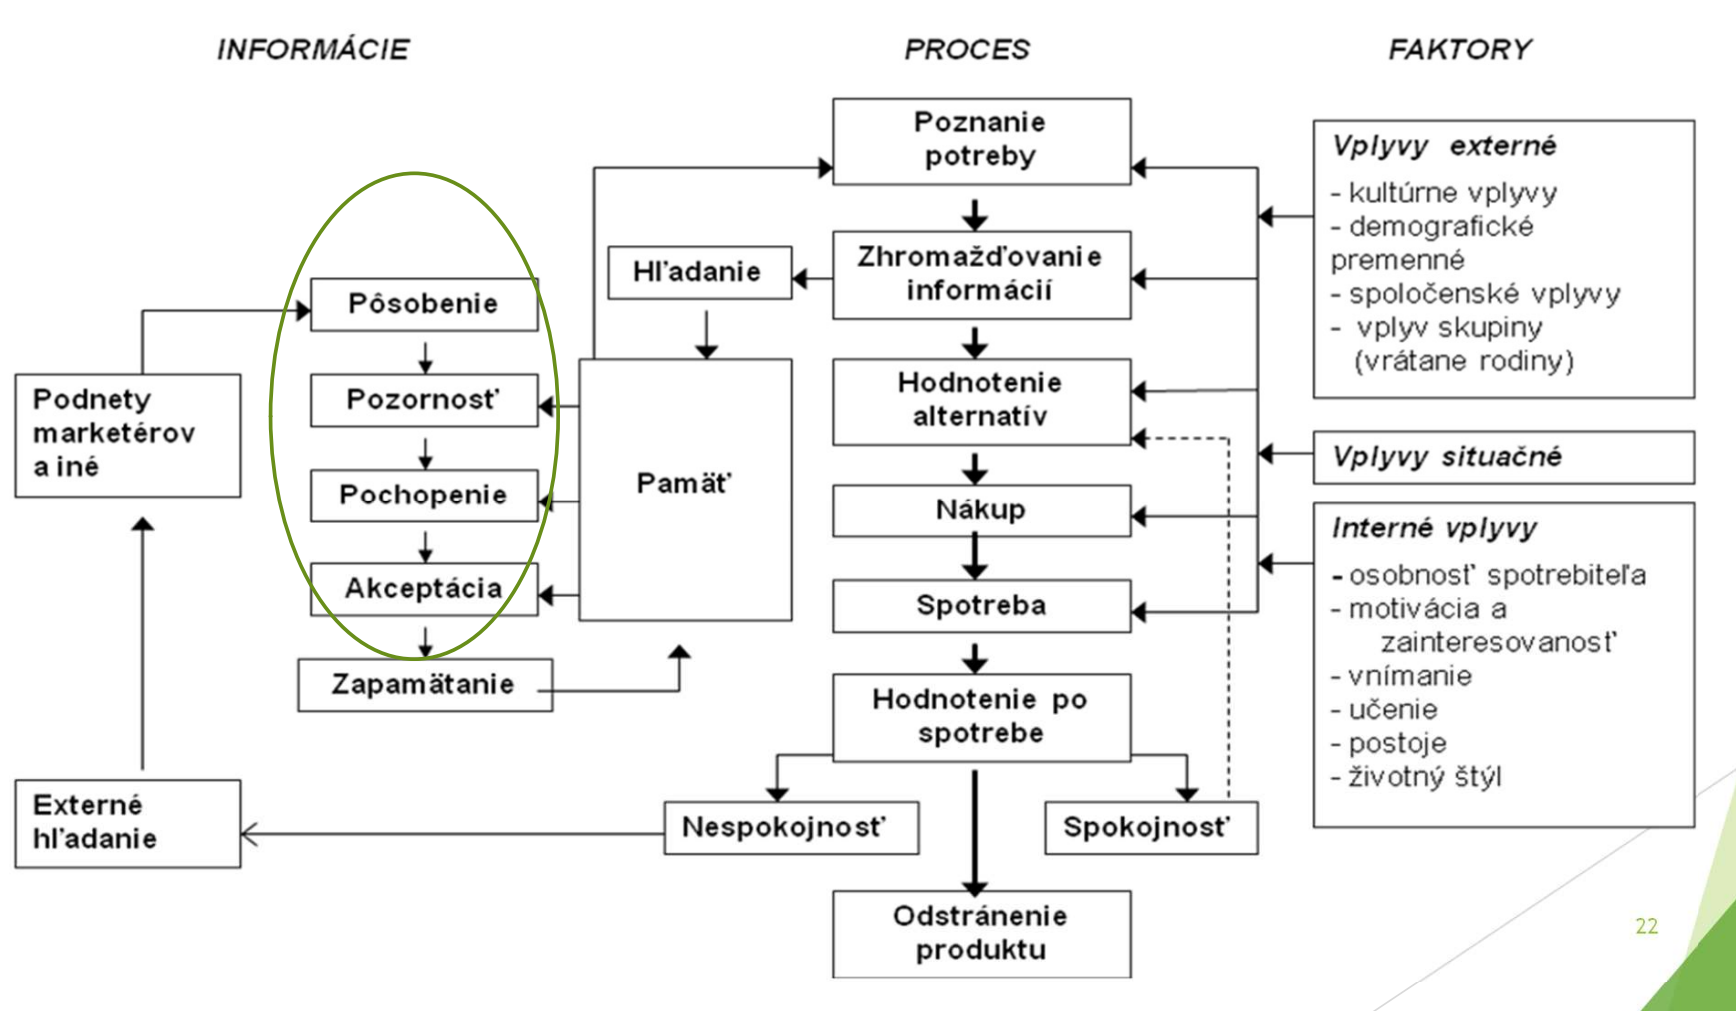 INFORMÁCIE
PROCES
FAKTORY
Pôsobenie
Pozornosť
Pochopenie
Akceptácia
Zapamätanie
Podnety
marketérov
a iné
Externé
hľadanie
Hľadanie
Pamäť
Poznanie
potreby
Zhromažďovanie
informácií
Hodnotenie
alternatív
Nákup
Spotreba
Hodnotenie po
spotrebe
Nespokojnosť
Spokojnosť
Odstránenie
produktu
Vplyvy externé
- kultúrne vplyvy
- demografické
premenné
- spoločenské vplyvy
- vplyv skupiny
(vrátane rodiny)
Vplyvy situačné
Interné vplyvy
- osobnosť spotrebiteľa
- motivácia a
zainteresovanosť
- vnímanie
- učenie
- postoje
- životný štýl
22